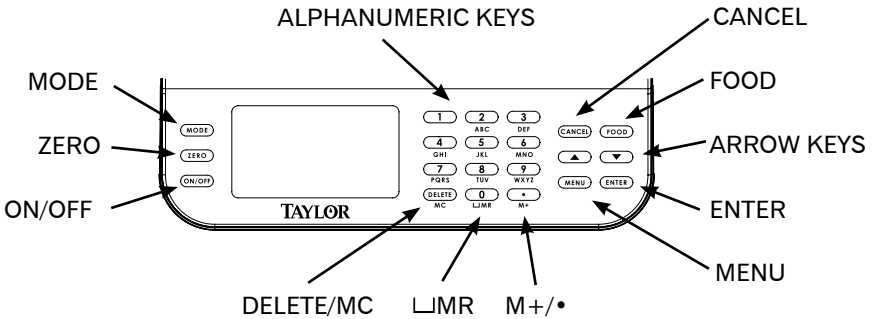 ALPHANUMERIC KEYS
CANCEL
MODE
FOOD
ZERO
ARROW KEYS
ON/OFF
ENTER
MENU
DELETE/MC
⌴MR
M+/•
MODE
ZERO
ON/OFF
TAYLOR
1 2 3
ABC DEF
4 5 6
GHI JKL MNO
7 8 9
PQRS TUV WXYZ
DELETE 0 •
MC ⌴MR M+
CANCEL FOOD
▲ ▼
MENU ENTER